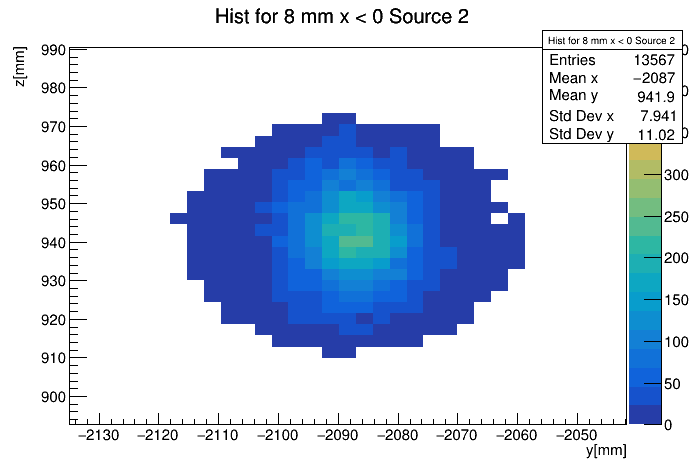 Hist for 8 mm x < 0 Source 2
z[mm]
990
980
970
960
950
940
930
920
910
900
−2130 −2120 −2110 −2100 −2090 −2080 −2070 −2060 −2050
y[mm]
Hist for 8 mm x < 0 Source 2
Entries 13567
Mean x −2087
Mean y 941.9
Std Dev x 7.941
Std Dev y 11.02
300
250
200
150
100
50
0